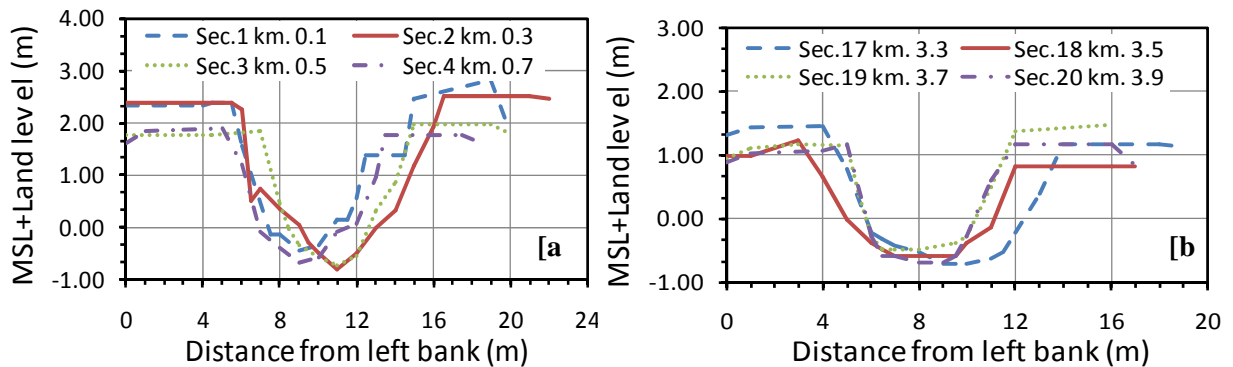 MSL+Land level (m)
4.00
3.00
2.00
1.00
0.00
-1.00
Sec.1 km. 0.1
Sec.2 km. 0.3
Sec.3 km. 0.5
Sec.4 km. 0.7
[a
0 4 8 12 16 20 24
Distance from left bank (m)
MSL+Land level (m)
3.00
2.00
1.00
0.00
-1.00
Sec.17 km. 3.3
Sec.18 km. 3.5
Sec.19 km. 3.7
Sec.20 km. 3.9
[b
0 4 8 12 16 20
Distance from left bank (m)